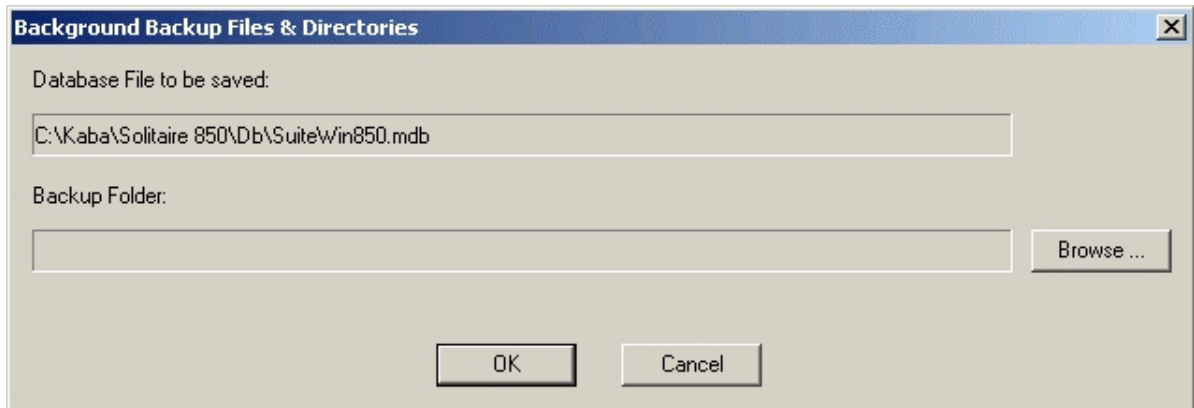 Background Backup Files & Directories
Database File to be saved:
C:\Kaba\Solitaire 850\Db\SuiteWin850.mdb
Backup Folder:
Browse ...
OK Cancel